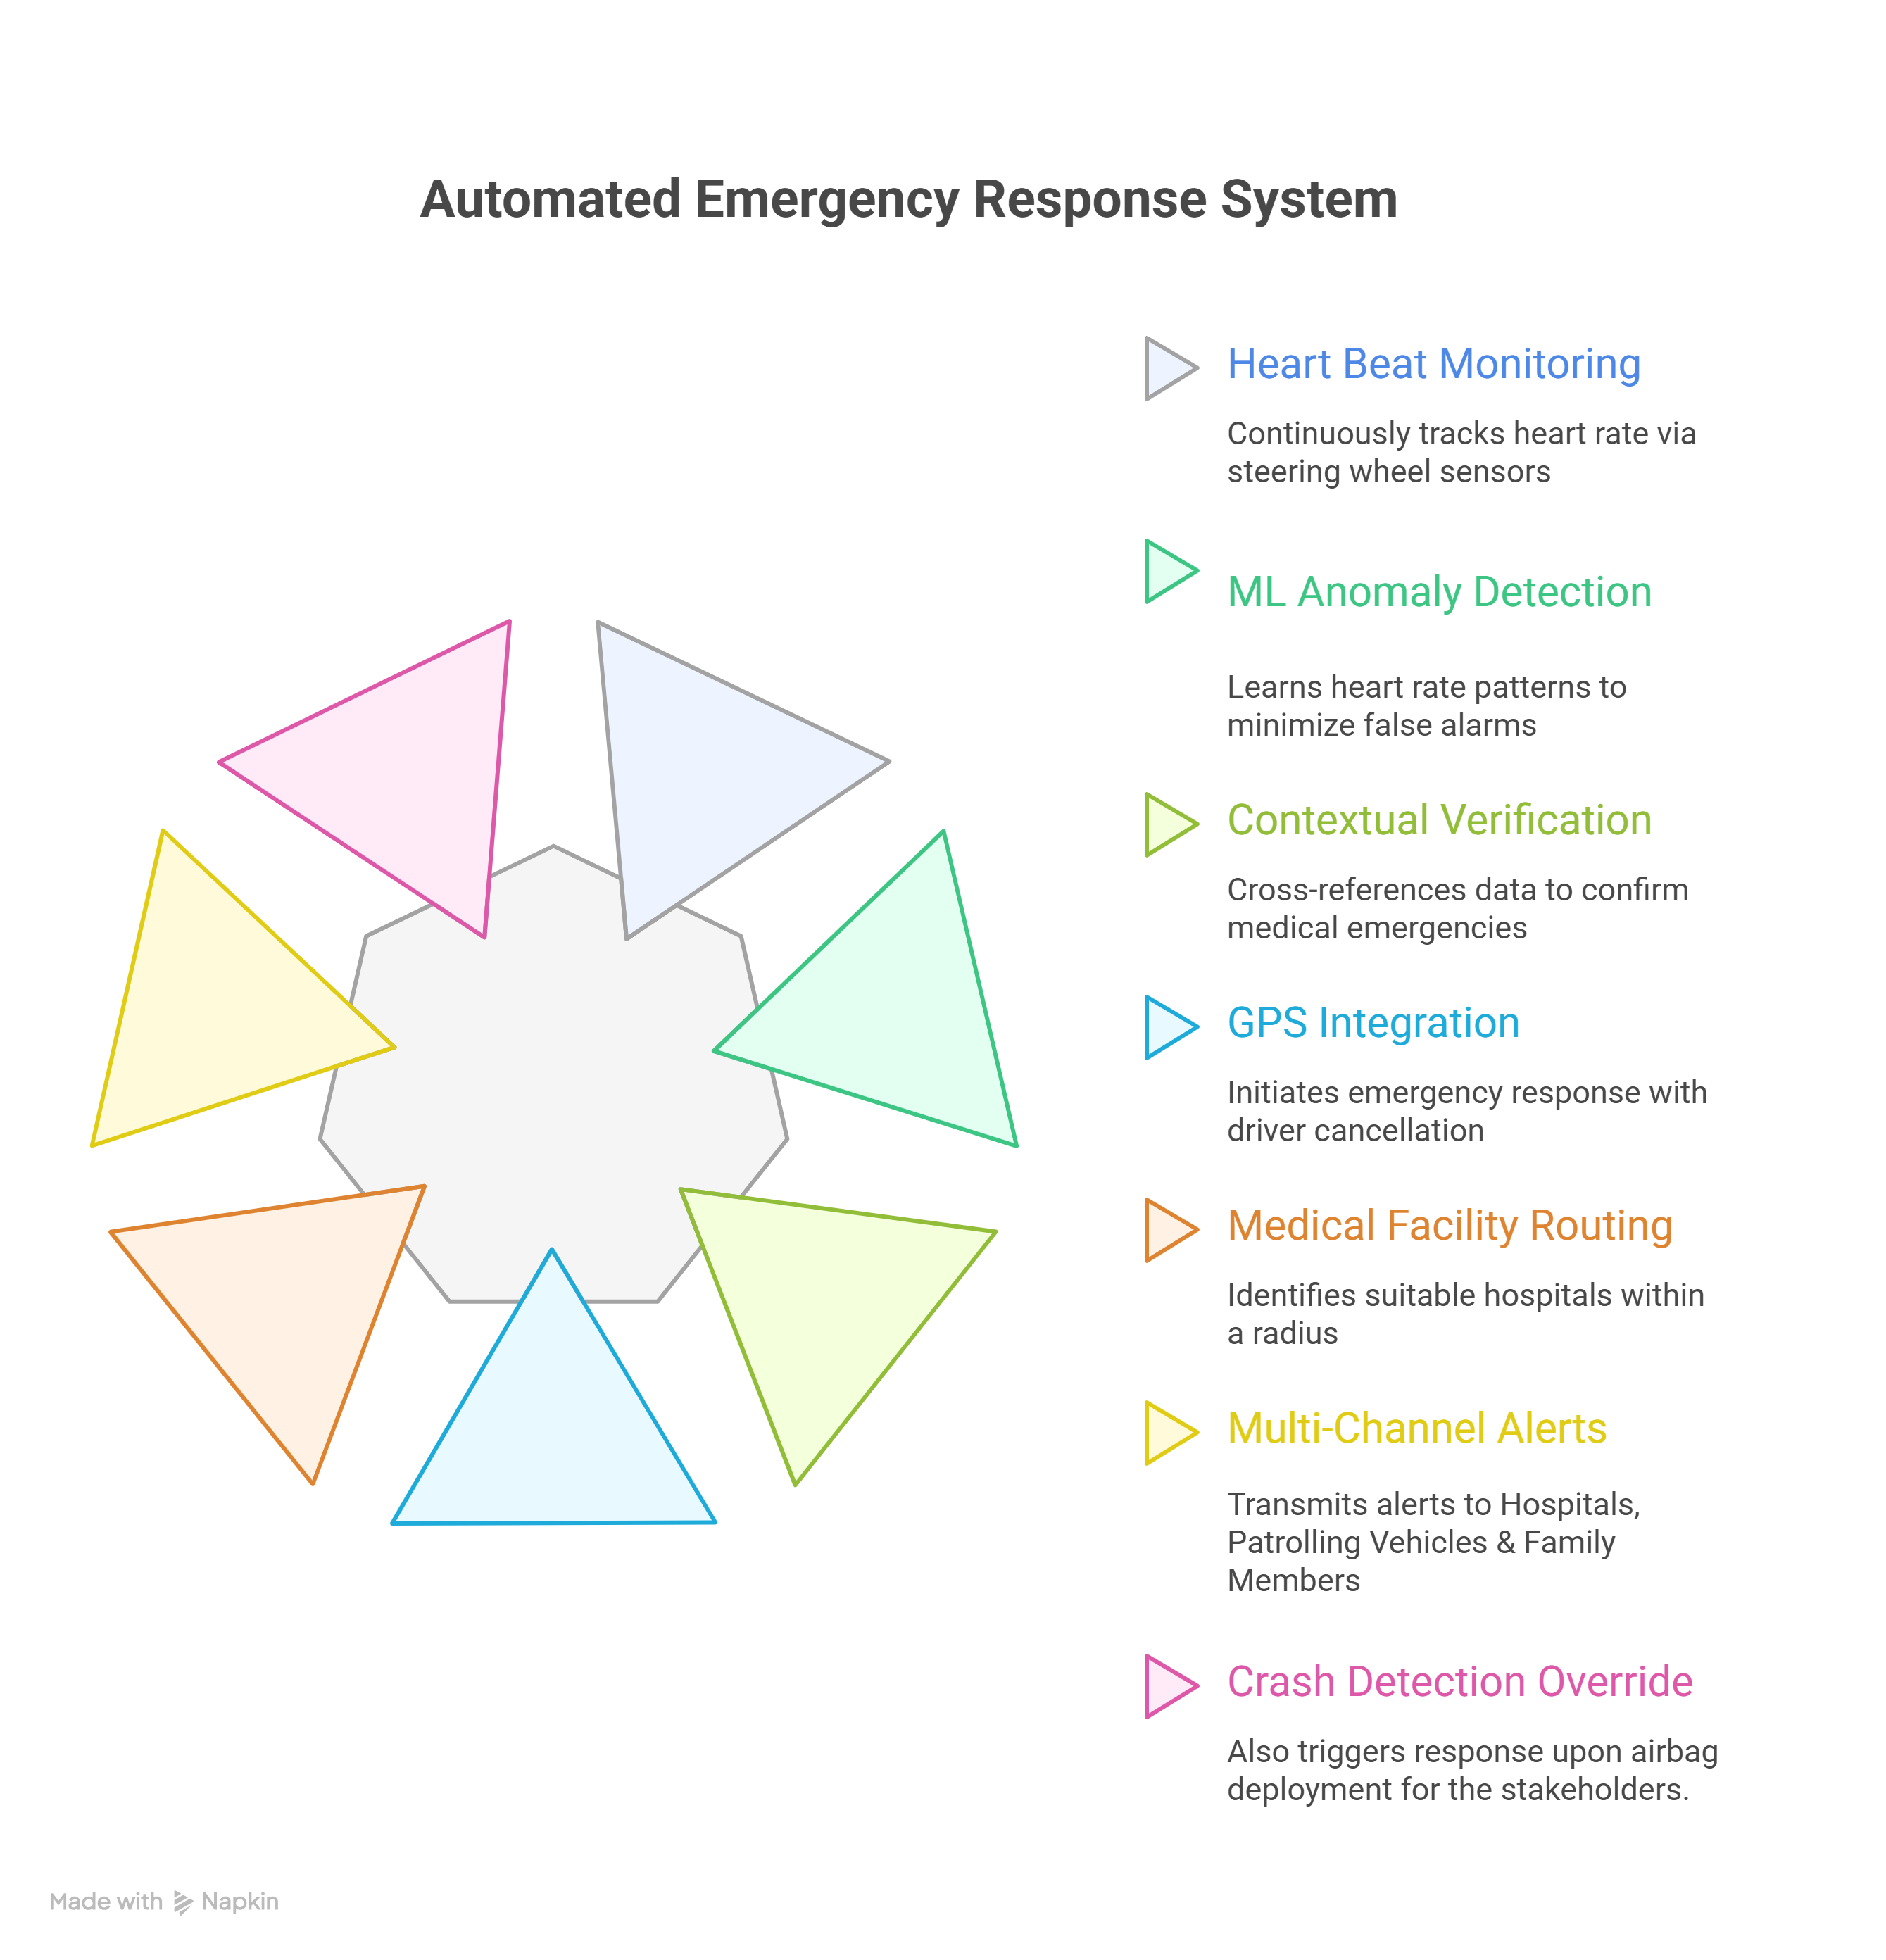 Automated Emergency Response System
Heart Beat Monitoring
Continuously tracks heart rate via
steering wheel sensors
ML Anomaly Detection
Learns heart rate patterns to
minimize false alarms
Contextual Verification
Cross-references data to confirm
medical emergencies
GPS Integration
Initiates emergency response with
driver cancellation
Medical Facility Routing
Identifies suitable hospitals within
a radius
Multi-Channel Alerts
Transmits alerts to Hospitals,
Patrolling Vehicles & Family
Members
Crash Detection Override
Also triggers response upon airbag
deployment for the stakeholders.
Made with Napkin